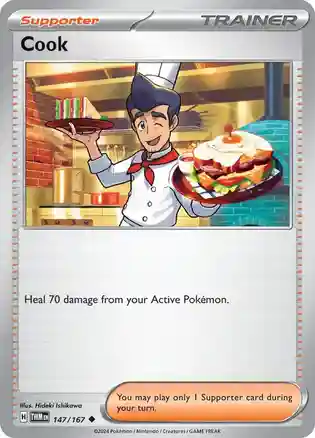 Supporter
TRAINER
Cook
Heal 70 damage from your Active Pokémon.
Illus. Hideki Ishikawa
H TWM EN 147/167 ◆
You may play only 1 Supporter card during
your turn.
©2024 Pokémon / Nintendo / Creatures / GAME FREAK